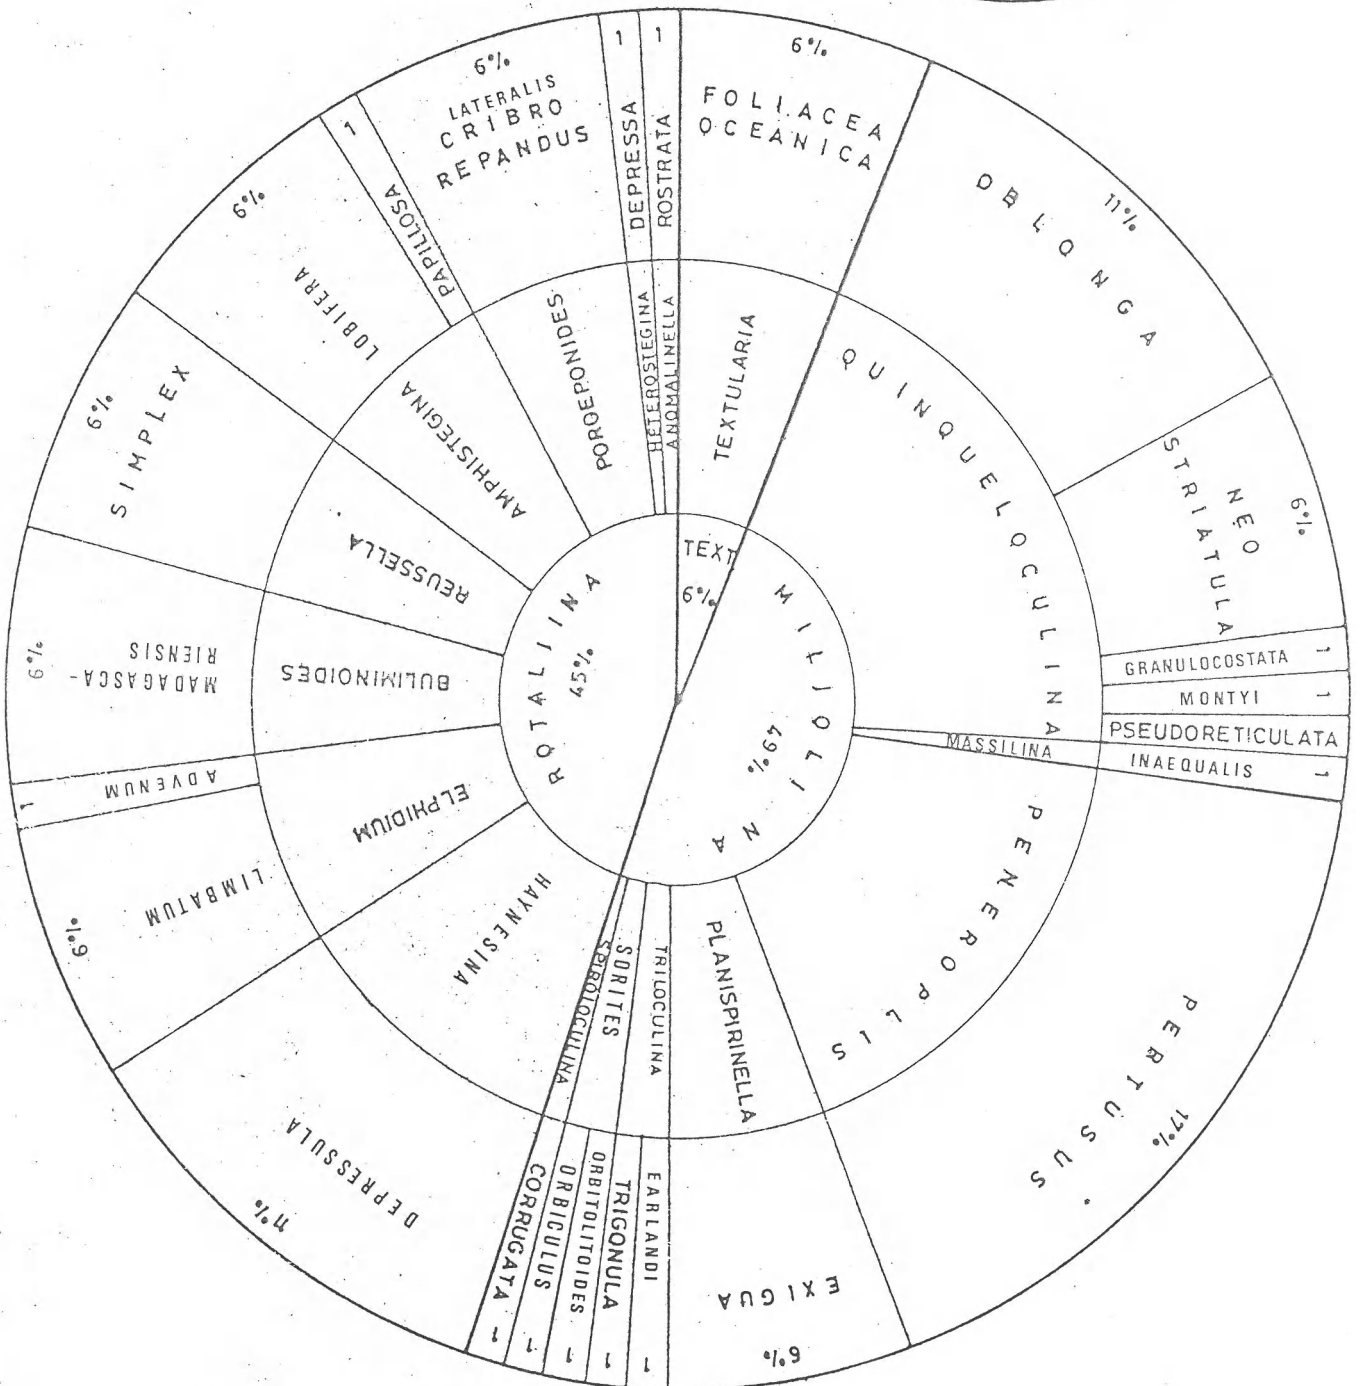 TEXT
6%
MILIOLINA
49%
ROTALIINA
45%
TEXTULARIA
QUINQUELOCULINA
MASSILINA
PENEROPLIS
PLANISPIRINELLA
TRILOCULINA
SORITES
SPIROLOCULINA
HAYNESINA
ELPHIDIUM
BULIMINOIDES
REUSSELLA
AMPHISTEGINA
POROEPONIDES
HETEROSTEGINA
ANOMALINELLA
6%
FOLIACEA
OCEANICA
11%
OBLONGA
6%
NEO
STRIATULA
GRANULOCOSTATA 1
MONTYI 1
PSEUDORETICULATA
INAEQUALIS 1
PERTUSUS
17%
EXIGUA
6%
EARLANDI 1
TRIGONULA 1
ORBITOLITOIDES 1
ORBICULUS 1
CORRUGATA 1
DEPRESSULA
11%
LIMBATUM
6%
ADVENUM 1
MADAGASCA-
RIENSIS
6%
SIMPLEX
6%
LOBIFERA
6%
PAPILLOSA 1
6%
LATERALIS
CRIBRO
REPANDUS
DEPRESSA 1
ROSTRATA 1